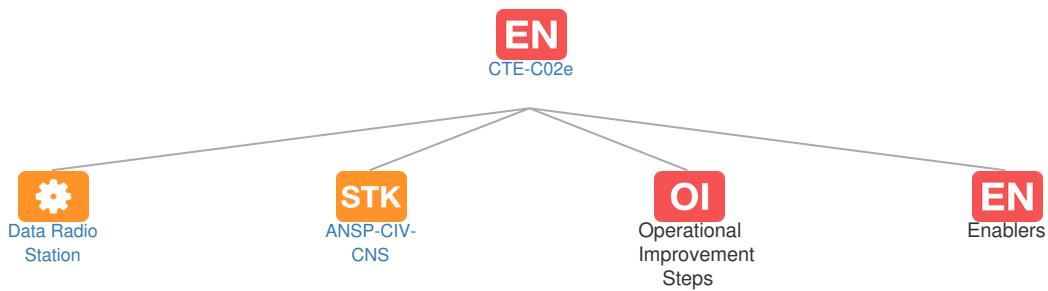 EN
CTE-C02e
Data Radio
Station
STK
ANSP-CIV-
CNS
OI
Operational
Improvement
Steps
EN
Enablers